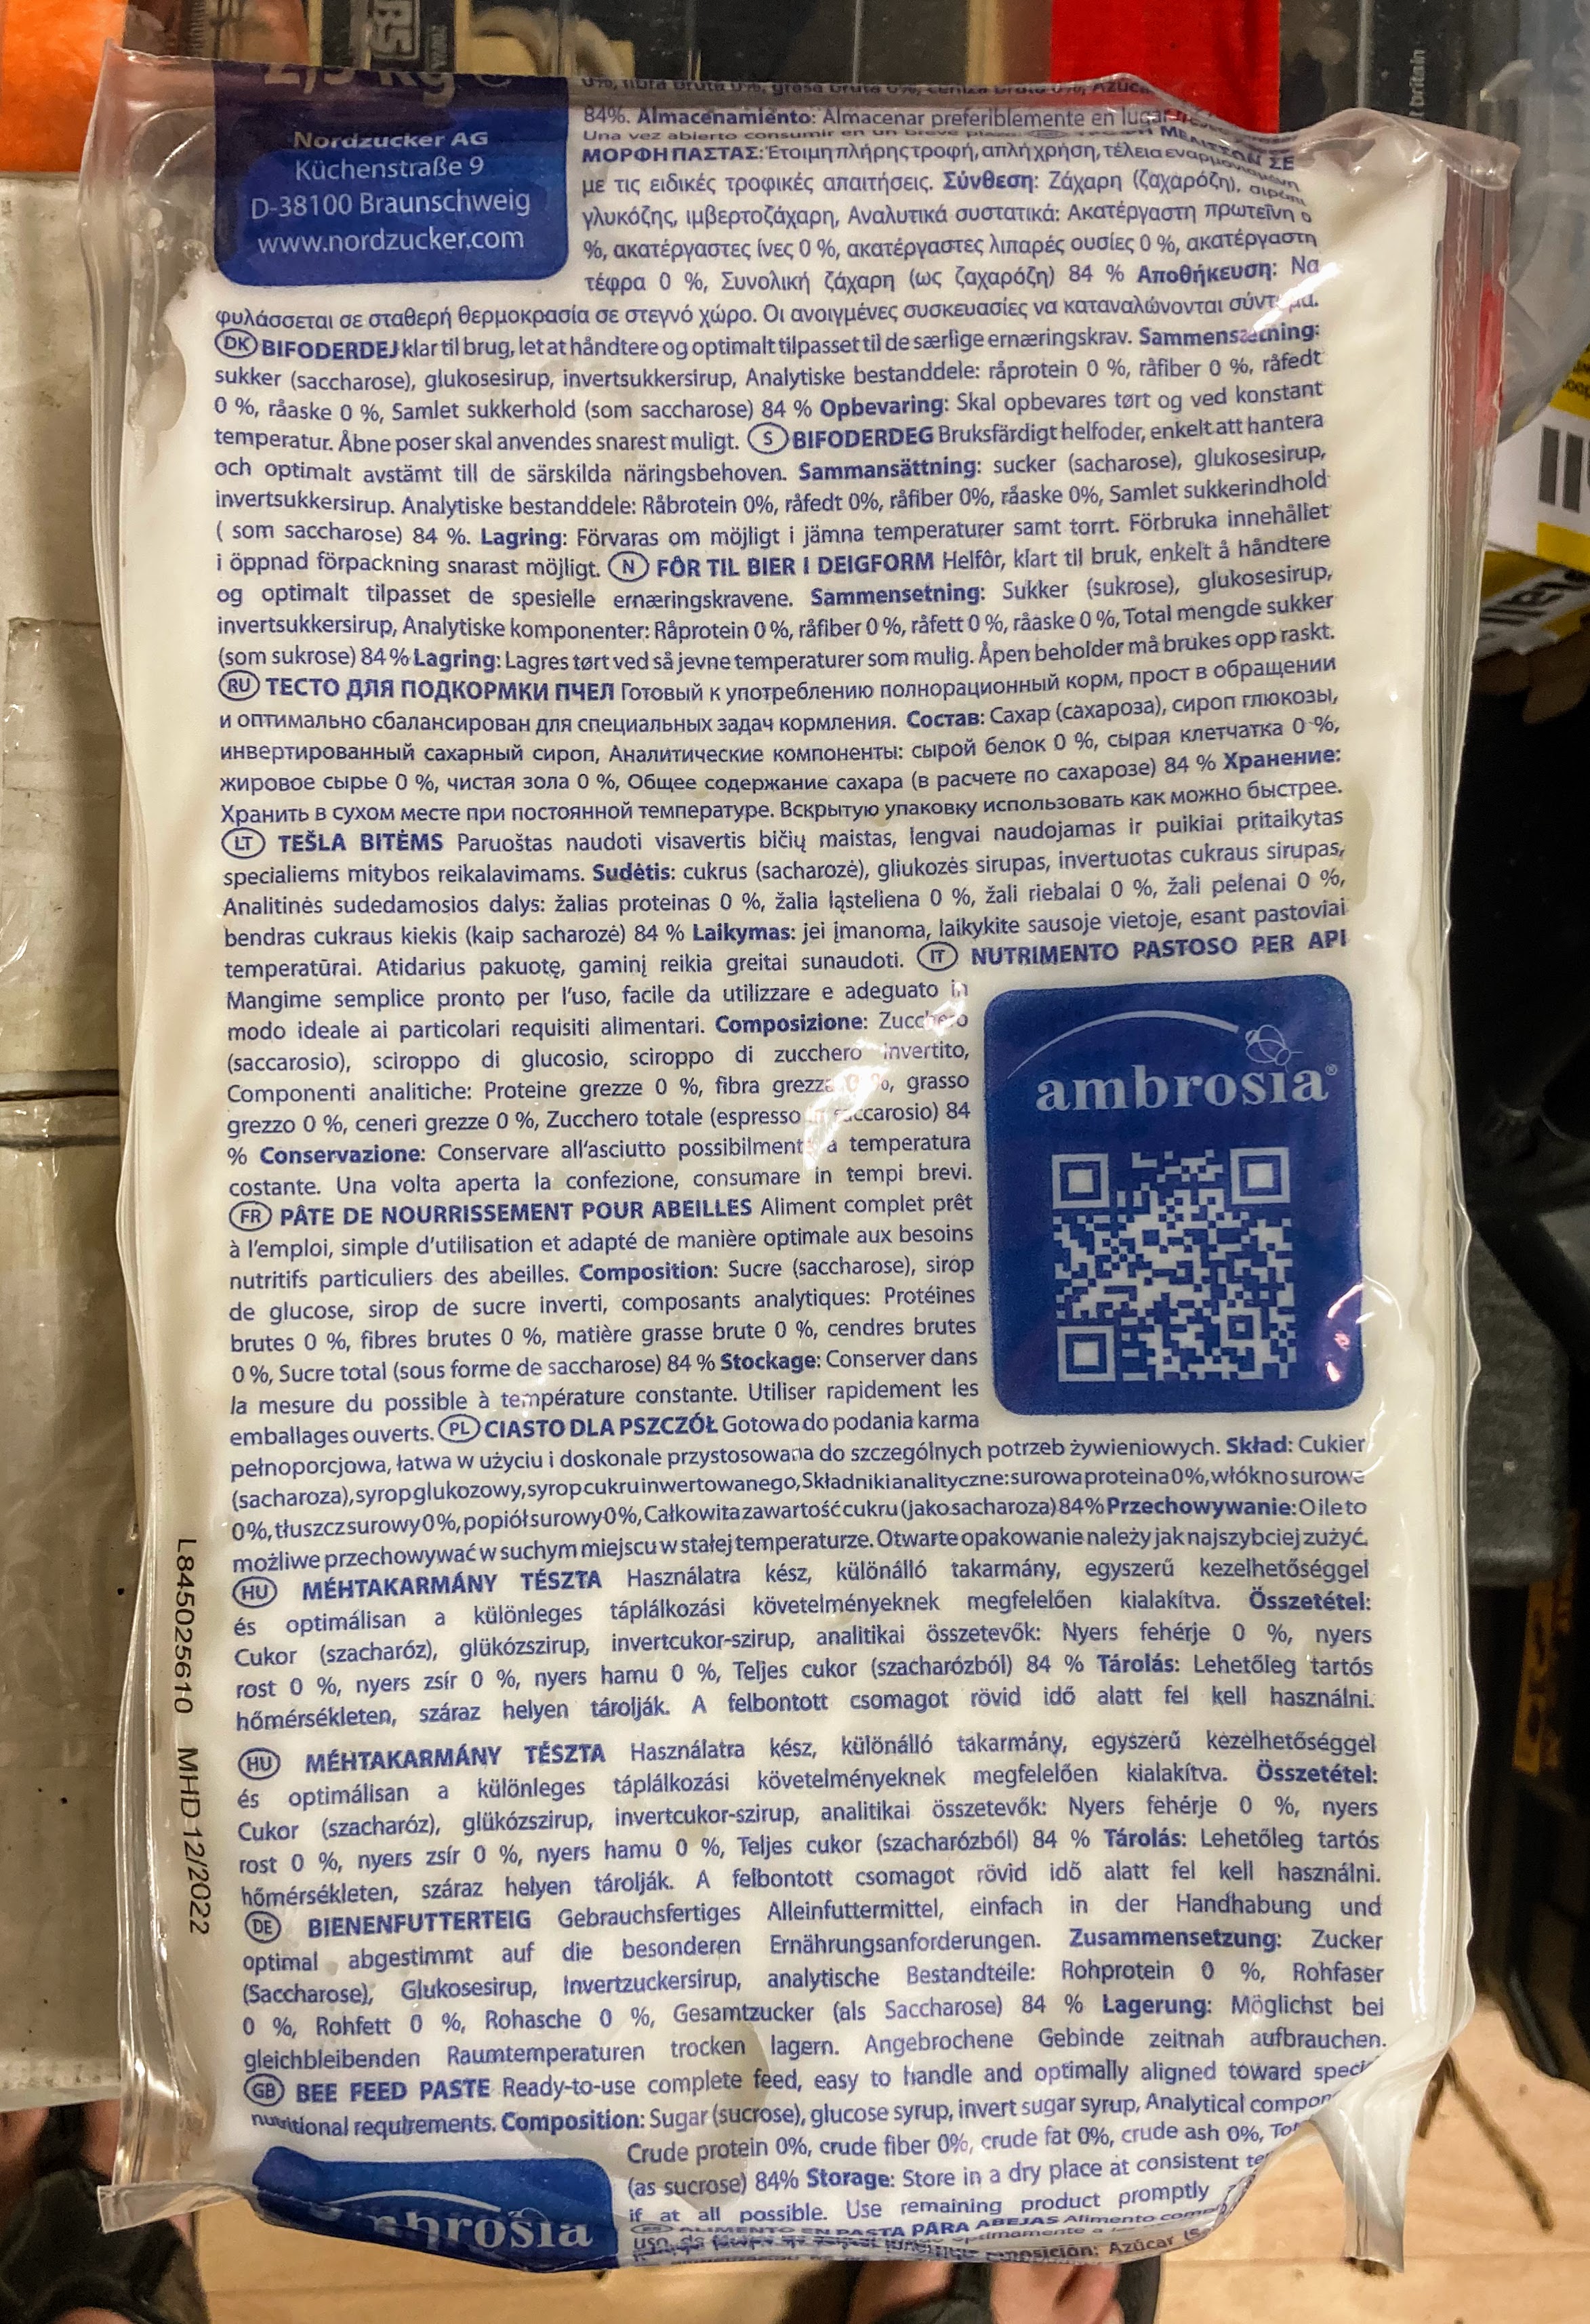 2,5 kg e
Nordzucker AG
Küchenstraße 9
D-38100 Braunschweig
www.nordzucker.com
0%, fibra bruta 0%, grasa bruta 0%, ceniza bruto 0%, Azúc
84%. Almacenamiento: Almacenar preferiblemente en lugar
Una vez abierto consumir en un breve plazo. ΜΕΛΙΣΣΩΝ ΣΕ
ΜΟΡΦΗ ΠΑΣΤΑΣ: Έτοιμη πλήρης τροφή, απλή χρήση, τέλεια εναρμονισμένη
με τις ειδικές τροφικές απαιτήσεις. Σύνθεση: Ζάχαρη (ζαχαρόζη), σιρόπι
γλυκόζης, ιμβερτοζάχαρη, Αναλυτικά συστατικά: Ακατέργαστη πρωτεΐνη 0
%, ακατέργαστες ίνες 0 %, ακατέργαστες λιπαρές ουσίες 0 %, ακατέργαστη
τέφρα 0 %, Συνολική ζάχαρη (ως ζαχαρόζη) 84 % Αποθήκευση: Να
φυλάσσεται σε σταθερή θερμοκρασία σε στεγνό χώρο. Οι ανοιγμένες συσκευασίες να καταναλώνονται σύντομα.
DK BIFODERDEJ klar til brug, let at håndtere og optimalt tilpasset til de særlige ernæringskrav. Sammensætning:
sukker (saccharose), glukosesirup, invertsukkersirup, Analytiske bestanddele: råprotein 0 %, råfiber 0 %, råfedt
0 %, råaske 0 %, Samlet sukkerhold (som saccharose) 84 % Opbevaring: Skal opbevares tørt og ved konstant
temperatur. Åbne poser skal anvendes snarest muligt. S BIFODERDEG Bruksfärdigt helfoder, enkelt att hantera
och optimalt avstämt till de särskilda näringsbehoven. Sammansättning: sucker (sacharose), glukosesirup,
invertsukkersirup. Analytiske bestanddele: Råbrotein 0%, råfedt 0%, råfiber 0%, råaske 0%, Samlet sukkerindhold
( som saccharose) 84 %. Lagring: Förvaras om möjligt i jämna temperaturer samt torrt. Förbruka innehållet
i öppnad förpackning snarast möjligt. N FÔR TIL BIER I DEIGFORM Helfôr, klart til bruk, enkelt å håndtere
og optimalt tilpasset de spesielle ernæringskravene. Sammensetning: Sukker (sukrose), glukosesirup,
invertsukkersirup, Analytiske komponenter: Råprotein 0 %, råfiber 0 %, råfett 0 %, råaske 0 %, Total mengde sukker
(som sukrose) 84 % Lagring: Lagres tørt ved så jevne temperaturer som mulig. Åpen beholder må brukes opp raskt.
RU ТЕСТО ДЛЯ ПОДКОРМКИ ПЧЕЛ Готовый к употреблению полнорационный корм, прост в обращении
и оптимально сбалансирован для специальных задач кормления. Состав: Сахар (сахароза), сироп глюкозы,
инвертированный сахарный сироп, Аналитические компоненты: сырой белок 0 %, сырая клетчатка 0 %,
жировое сырье 0 %, чистая зола 0 %, Общее содержание сахара (в расчете по сахарозе) 84 % Хранение:
Хранить в сухом месте при постоянной температуре. Вскрытую упаковку использовать как можно быстрее.
LT TEŠLA BITĖMS Paruoštas naudoti visavertis bičių maistas, lengvai naudojamas ir puikiai pritaikytas
specialiems mitybos reikalavimams. Sudėtis: cukrus (sacharozė), gliukozės sirupas, invertuotas cukraus sirupas,
Analitinės sudedamosios dalys: žalias proteinas 0 %, žalia ląsteliena 0 %, žali riebalai 0 %, žali pelenai 0 %,
bendras cukraus kiekis (kaip sacharozė) 84 % Laikymas: jei įmanoma, laikykite sausoje vietoje, esant pastoviai
temperatūrai. Atidarius pakuotę, gaminį reikia greitai sunaudoti. IT NUTRIMENTO PASTOSO PER API
Mangime semplice pronto per l'uso, facile da utilizzare e adeguato in
modo ideale ai particolari requisiti alimentari. Composizione: Zucchero
(saccarosio), sciroppo di glucosio, sciroppo di zucchero invertito,
Componenti analitiche: Proteine grezze 0 %, fibra grezza 0 %, grasso
grezzo 0 %, ceneri grezze 0 %, Zucchero totale (espresso in saccarosio) 84
% Conservazione: Conservare all'asciutto possibilmente a temperatura
costante. Una volta aperta la confezione, consumare in tempi brevi.
FR PÂTE DE NOURRISSEMENT POUR ABEILLES Aliment complet prêt
à l'emploi, simple d'utilisation et adapté de manière optimale aux besoins
nutritifs particuliers des abeilles. Composition: Sucre (saccharose), sirop
de glucose, sirop de sucre inverti, composants analytiques: Protéines
brutes 0 %, fibres brutes 0 %, matière grasse brute 0 %, cendres brutes
0 %, Sucre total (sous forme de saccharose) 84 % Stockage: Conserver dans
la mesure du possible à température constante. Utiliser rapidement les
emballages ouverts. PL CIASTO DLA PSZCZÓŁ Gotowa do podania karma
ambrosia®
pełnoporcjowa, łatwa w użyciu i doskonale przystosowana do szczególnych potrzeb żywieniowych. Skład: Cukier
(sacharoza), syrop glukozowy, syrop cukru inwertowanego, Składniki analityczne: surowa proteina 0%, włókno surowe
0%, tłuszcz surowy 0%, popiół surowy 0%, Całkowita zawartość cukru (jako sacharoza) 84% Przechowywanie: O ile to
możliwe przechowywać w suchym miejscu w stałej temperaturze. Otwarte opakowanie należy jak najszybciej zużyć.
HU MÉHTAKARMÁNY TÉSZTA Használatra kész, különálló takarmány, egyszerű kezelhetőséggel
és optimálisan a különleges táplálkozási követelményeknek megfelelően kialakítva. Összetétel:
Cukor (szacharóz), glükózszirup, invertcukor-szirup, analitikai összetevők: Nyers fehérje 0 %, nyers
rost 0 %, nyers zsír 0 %, nyers hamu 0 %, Teljes cukor (szacharózból) 84 % Tárolás: Lehetőleg tartós
hőmérsékleten, száraz helyen tárolják. A felbontott csomagot rövid idő alatt fel kell használni.
HU MÉHTAKARMÁNY TÉSZTA Használatra kész, különálló takarmány, egyszerű kezelhetőséggel
és optimálisan a különleges táplálkozási követelményeknek megfelelően kialakítva. Összetétel:
Cukor (szacharóz), glükózszirup, invertcukor-szirup, analitikai összetevők: Nyers fehérje 0 %, nyers
rost 0 %, nyers zsír 0 %, nyers hamu 0 %, Teljes cukor (szacharózból) 84 % Tárolás: Lehetőleg tartós
hőmérsékleten, száraz helyen tárolják. A felbontott csomagot rövid idő alatt fel kell használni.
DE BIENENFUTTERTEIG Gebrauchsfertiges Alleinfuttermittel, einfach in der Handhabung und
optimal abgestimmt auf die besonderen Ernährungsanforderungen. Zusammensetzung: Zucker
(Saccharose), Glukosesirup, Invertzuckersirup, analytische Bestandteile: Rohprotein 0 %, Rohfaser
0 %, Rohfett 0 %, Rohasche 0 %, Gesamtzucker (als Saccharose) 84 % Lagerung: Möglichst bei
gleichbleibenden Raumtemperaturen trocken lagern. Angebrochene Gebinde zeitnah aufbrauchen.
GB BEE FEED PASTE Ready-to-use complete feed, easy to handle and optimally aligned toward speci
nutritional requirements. Composition: Sugar (sucrose), glucose syrup, invert sugar syrup, Analytical compon
Crude protein 0%, crude fiber 0%, crude fat 0%, crude ash 0%, Tot
(as sucrose) 84% Storage: Store in a dry place at consistent te
if at all possible. Use remaining product promptly
ES ALIMENTO EN PASTA PARA ABEJAS Alimento com
uso, Azúcar
ambrosia
L845025610 MHD 12/2022
britain